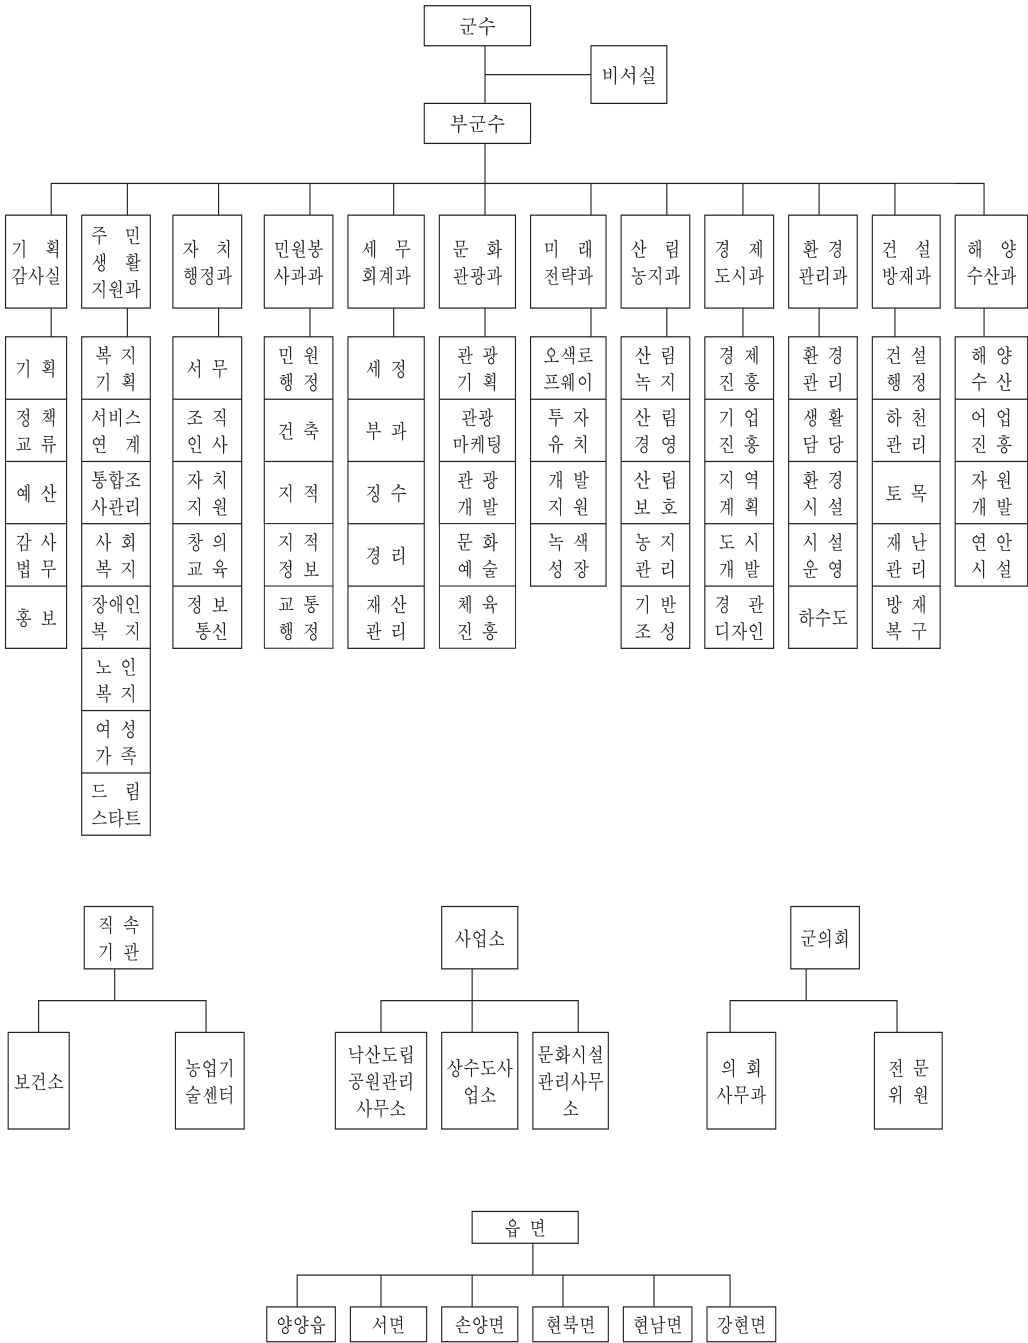 군수
비서실
부군수
기 획
감사실
주 민
생 활
지원과
자 치
행정과
민원봉
사과과
세 무
회계과
문 화
관광과
미 래
전략과
산 림
농지과
경 제
도시과
환 경
관리과
건 설
방재과
해 양
수산과
기 획
정 책
교 류
예 산
감 사
법 무
홍 보
복 지
기 획
서비스
연 계
통합조
사관리
사 회
복 지
장애인
복 지
노 인
복 지
여 성
가 족
드 림
스타트
서 무
조 직
인 사
자 치
지 원
창 의
교 육
정 보
통신
민 원
행 정
건 축
지 적
지 적
정 보
교 통
행 정
세 정
부 과
징 수
경 리
재 산
관 리
관 광
기 획
관광
마케팅
관 광
개 발
문 화
예 술
체 육
진 흥
오색로
프웨이
투 자
유 치
개 발
지 원
녹 색
성 장
산 림
녹 지
산 림
경 영
산 림
보 호
농 지
관 리
기 반
조 성
경 제
진 흥
기 업
진 흥
지 역
계 획
도 시
개 발
경 관
디자인
환 경
관 리
생 활
담 당
환 경
시 설
시 설
운 영
하수도
건 설
행 정
하 천
관 리
토 목
재 난
관 리
방 재
복 구
해 양
수 산
어 업
진 흥
자 원
개 발
연 안
시 설
직 속
기 관
보건소
농업기
술센터
사업소
낙산도립
공원관리
사무소
상수도사
업소
문화시설
관리사무
소
군의회
의 회
사무과
전 문
위 원
읍 면
양양읍
서면
손양면
현북면
현남면
강현면